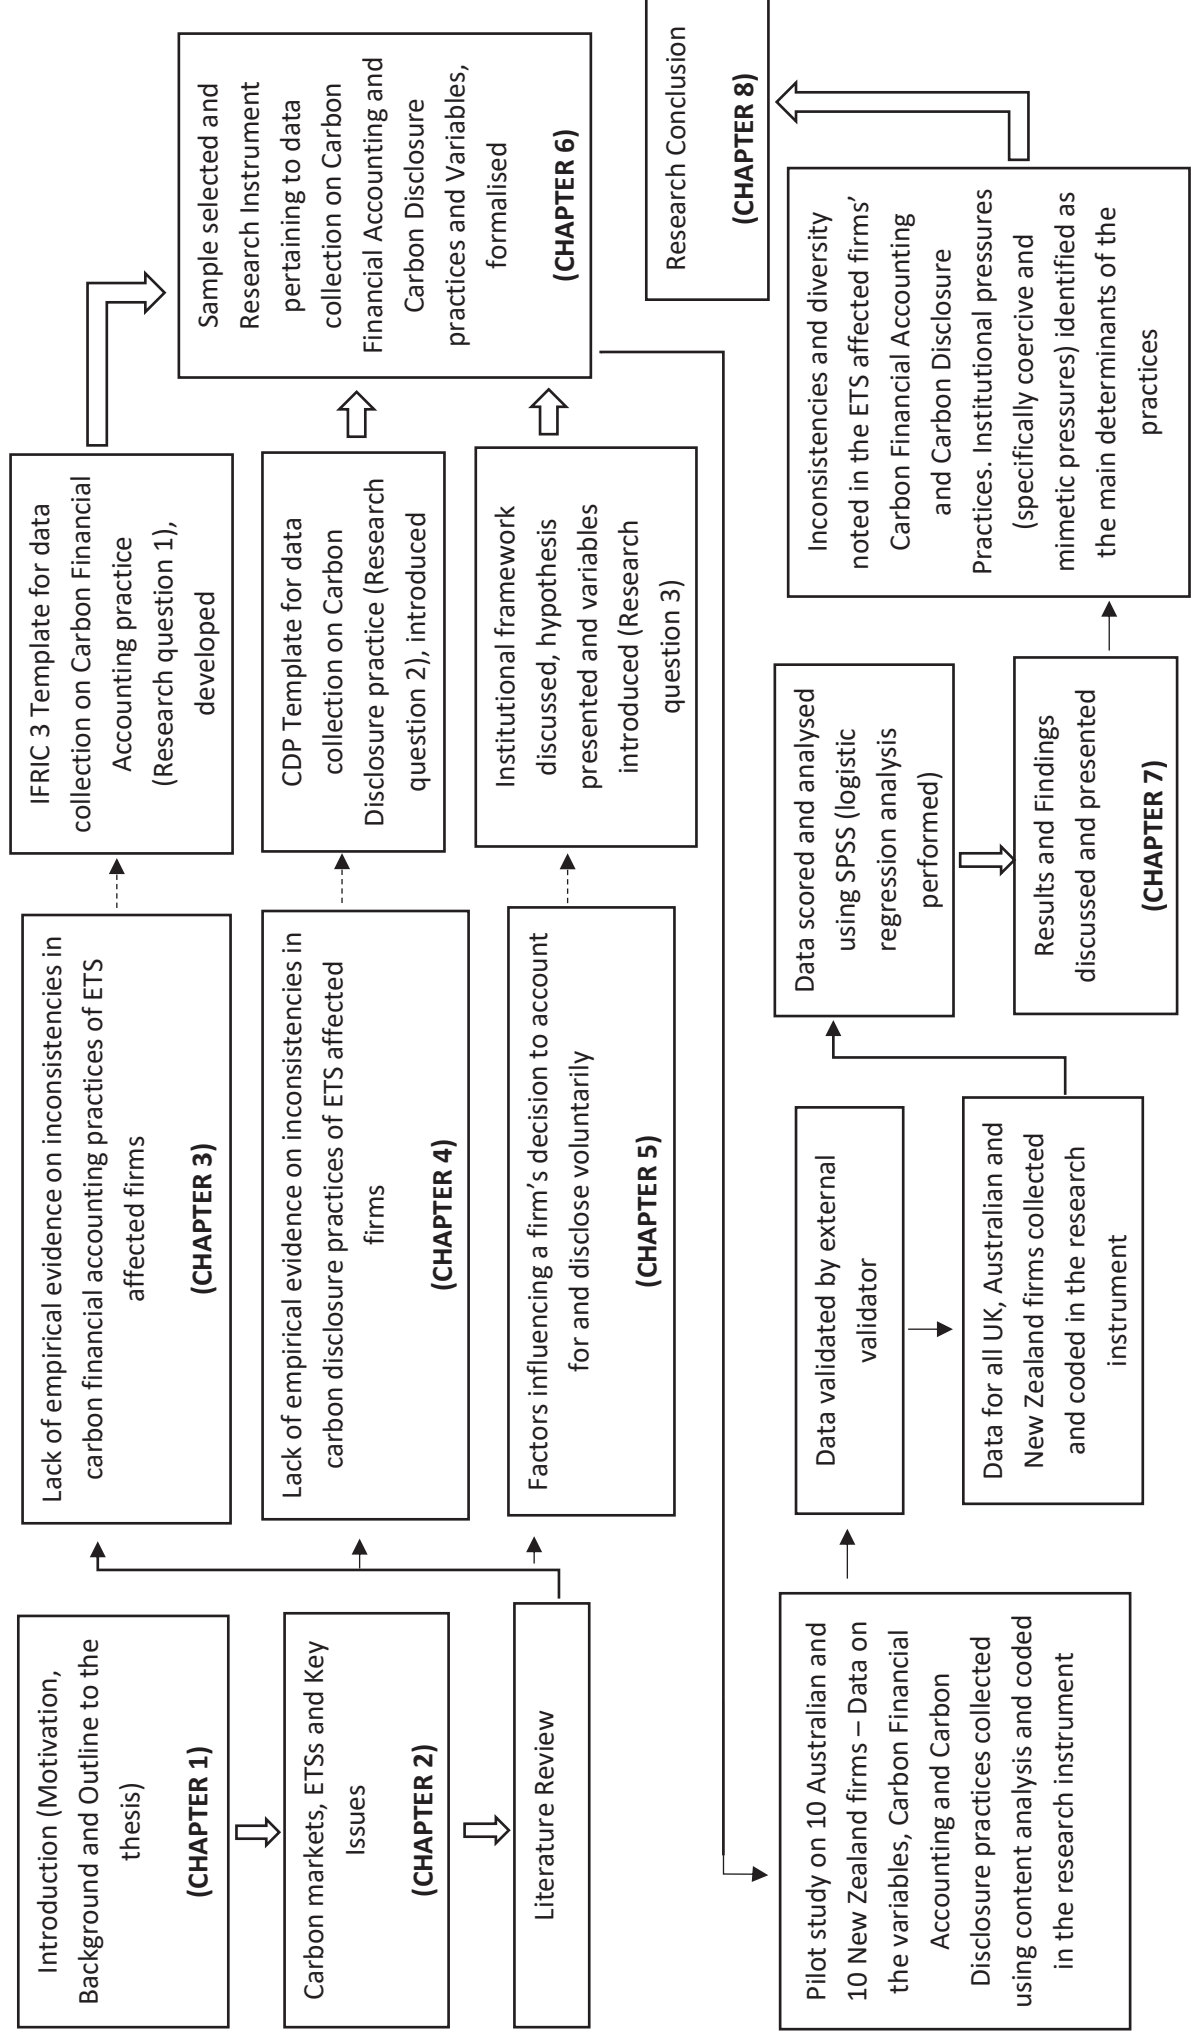 Introduction (Motivation,
Background and Outline to the
thesis)
(CHAPTER 1)
Carbon markets, ETSs and Key
Issues
(CHAPTER 2)
Literature Review
Lack of empirical evidence on inconsistencies in
carbon financial accounting practices of ETS
affected firms
(CHAPTER 3)
Lack of empirical evidence on inconsistencies in
carbon disclosure practices of ETS affected
firms
(CHAPTER 4)
Factors influencing a firm’s decision to account
for and disclose voluntarily
(CHAPTER 5)
IFRIC 3 Template for data
collection on Carbon Financial
Accounting practice
(Research question 1),
developed
CDP Template for data
collection on Carbon
Disclosure practice (Research
question 2), introduced
Institutional framework
discussed, hypothesis
presented and variables
introduced (Research
question 3)
Sample selected and
Research Instrument
pertaining to data
collection on Carbon
Financial Accounting and
Carbon Disclosure
practices and Variables,
formalised
(CHAPTER 6)
Pilot study on 10 Australian and
10 New Zealand firms – Data on
the variables, Carbon Financial
Accounting and Carbon
Disclosure practices collected
using content analysis and coded
in the research instrument
Data validated by external
validator
Data for all UK, Australian and
New Zealand firms collected
and coded in the research
instrument
Data scored and analysed
using SPSS (logistic
regression analysis
performed)
Results and Findings
discussed and presented
(CHAPTER 7)
Inconsistencies and diversity
noted in the ETS affected firms’
Carbon Financial Accounting
and Carbon Disclosure
Practices. Institutional pressures
(specifically coercive and
mimetic pressures) identified as
the main determinants of the
practices
Research Conclusion
(CHAPTER 8)